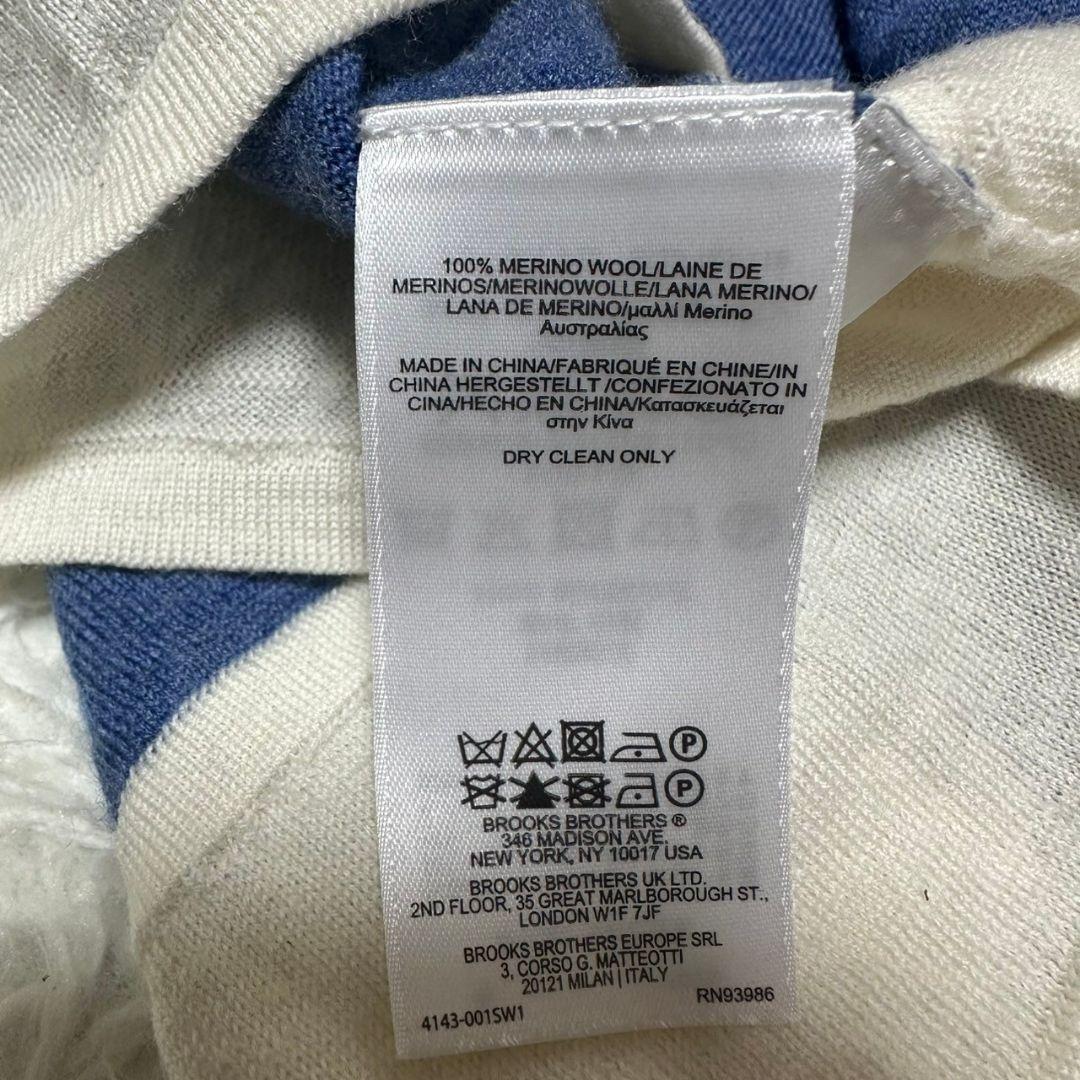 100% MERINO WOOL/LAINE DE
MERINOS/MERINOWOLLE/LANA MERINO/
LANA DE MERINO/μαλλί Merino
Αυστραλίας
MADE IN CHINA/FABRIQUÉ EN CHINE/IN
CHINA HERGESTELLT /CONFEZIONATO IN
CINA/HECHO EN CHINA/Κατασκευάζεται
στην Κίνα
DRY CLEAN ONLY
P
P
BROOKS BROTHERS ®
346 MADISON AVE.
NEW YORK, NY 10017 USA
BROOKS BROTHERS UK LTD.
2ND FLOOR, 35 GREAT MARLBOROUGH ST.,
LONDON W1F 7JF
BROOKS BROTHERS EUROPE SRL
3, CORSO G. MATTEOTTI
20121 MILAN | ITALY
RN93986
4143-001SW1